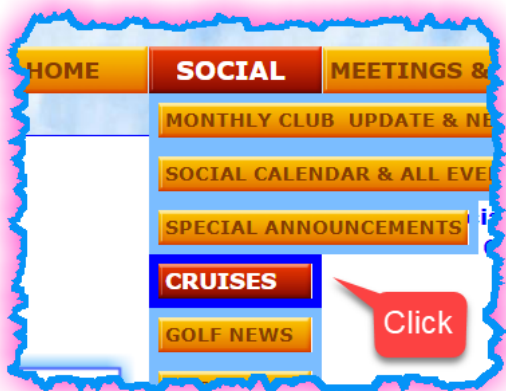 HOME SOCIAL MEETINGS &
MONTHLY CLUB UPDATE & NE
SOCIAL CALENDAR & ALL EVE
SPECIAL ANNOUNCEMENTS
CRUISES
Click
GOLF NEWS